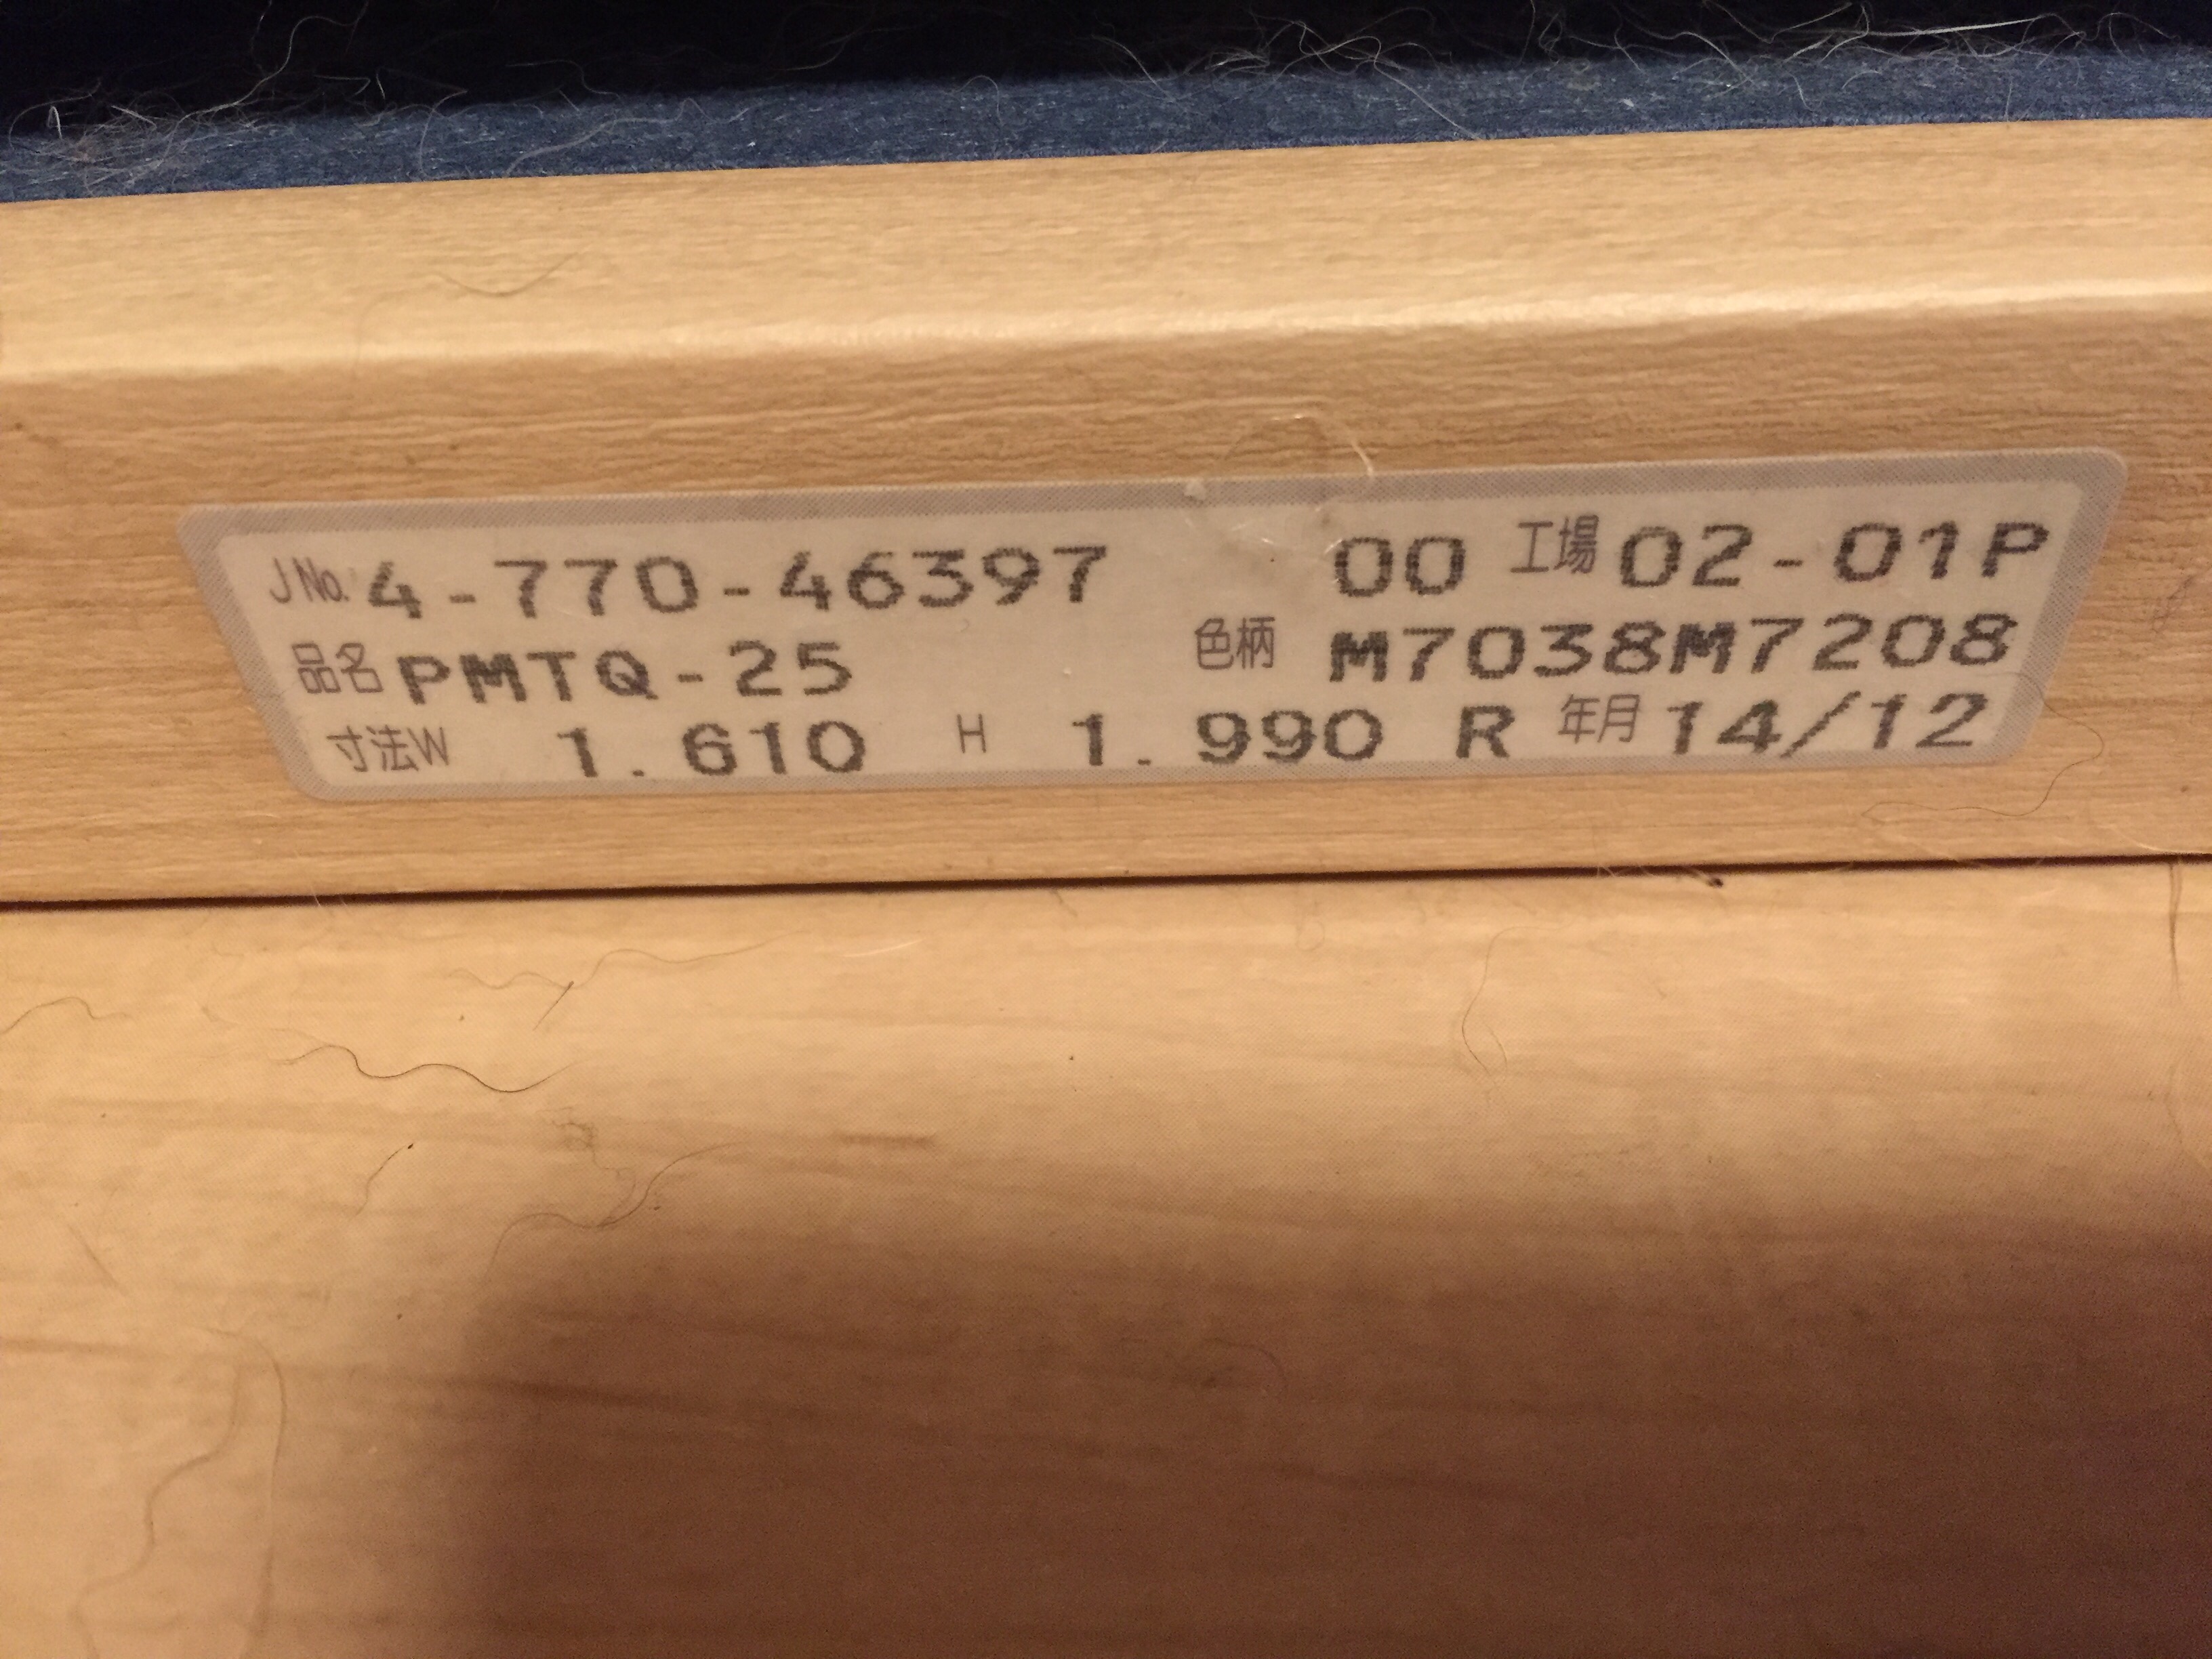 J No. 4-770-46397 00 工場 02-01P
品名 PMTQ-25 色柄 M7038M7208
寸法W 1.610 H 1.990 R 年月 14/12